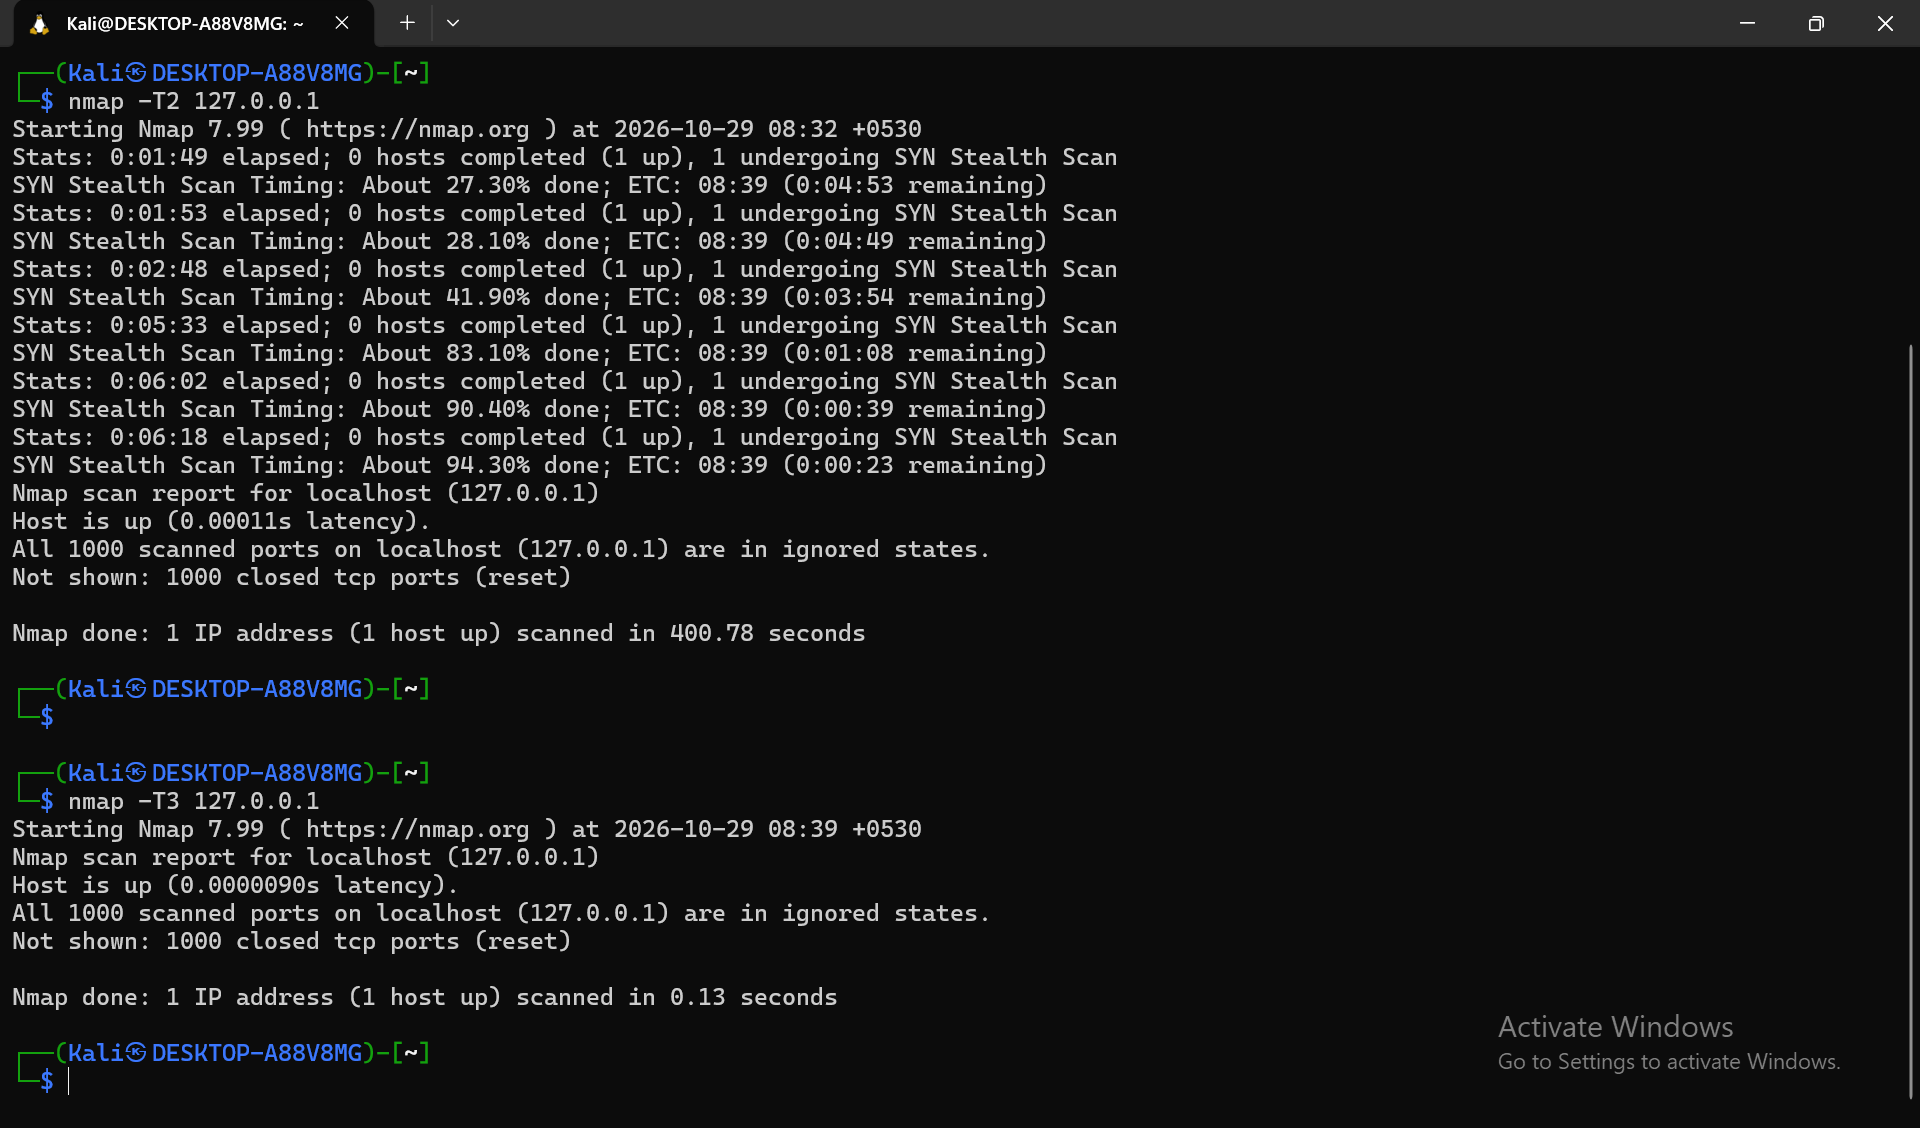 Kali@DESKTOP-A88V8MG: ~
┌──(Kali㉿DESKTOP-A88V8MG)-[~]
└─$ nmap -T2 127.0.0.1
Starting Nmap 7.99 ( https://nmap.org ) at 2026-10-29 08:32 +0530
Stats: 0:01:49 elapsed; 0 hosts completed (1 up), 1 undergoing SYN Stealth Scan
SYN Stealth Scan Timing: About 27.30% done; ETC: 08:39 (0:04:53 remaining)
Stats: 0:01:53 elapsed; 0 hosts completed (1 up), 1 undergoing SYN Stealth Scan
SYN Stealth Scan Timing: About 28.10% done; ETC: 08:39 (0:04:49 remaining)
Stats: 0:02:48 elapsed; 0 hosts completed (1 up), 1 undergoing SYN Stealth Scan
SYN Stealth Scan Timing: About 41.90% done; ETC: 08:39 (0:03:54 remaining)
Stats: 0:05:33 elapsed; 0 hosts completed (1 up), 1 undergoing SYN Stealth Scan
SYN Stealth Scan Timing: About 83.10% done; ETC: 08:39 (0:01:08 remaining)
Stats: 0:06:02 elapsed; 0 hosts completed (1 up), 1 undergoing SYN Stealth Scan
SYN Stealth Scan Timing: About 90.40% done; ETC: 08:39 (0:00:39 remaining)
Stats: 0:06:18 elapsed; 0 hosts completed (1 up), 1 undergoing SYN Stealth Scan
SYN Stealth Scan Timing: About 94.30% done; ETC: 08:39 (0:00:23 remaining)
Nmap scan report for localhost (127.0.0.1)
Host is up (0.00011s latency).
All 1000 scanned ports on localhost (127.0.0.1) are in ignored states.
Not shown: 1000 closed tcp ports (reset)
Nmap done: 1 IP address (1 host up) scanned in 400.78 seconds
┌──(Kali㉿DESKTOP-A88V8MG)-[~]
└─$
┌──(Kali㉿DESKTOP-A88V8MG)-[~]
└─$ nmap -T3 127.0.0.1
Starting Nmap 7.99 ( https://nmap.org ) at 2026-10-29 08:39 +0530
Nmap scan report for localhost (127.0.0.1)
Host is up (0.0000090s latency).
All 1000 scanned ports on localhost (127.0.0.1) are in ignored states.
Not shown: 1000 closed tcp ports (reset)
Nmap done: 1 IP address (1 host up) scanned in 0.13 seconds
┌──(Kali㉿DESKTOP-A88V8MG)-[~]
└─$
Activate Windows
Go to Settings to activate Windows.